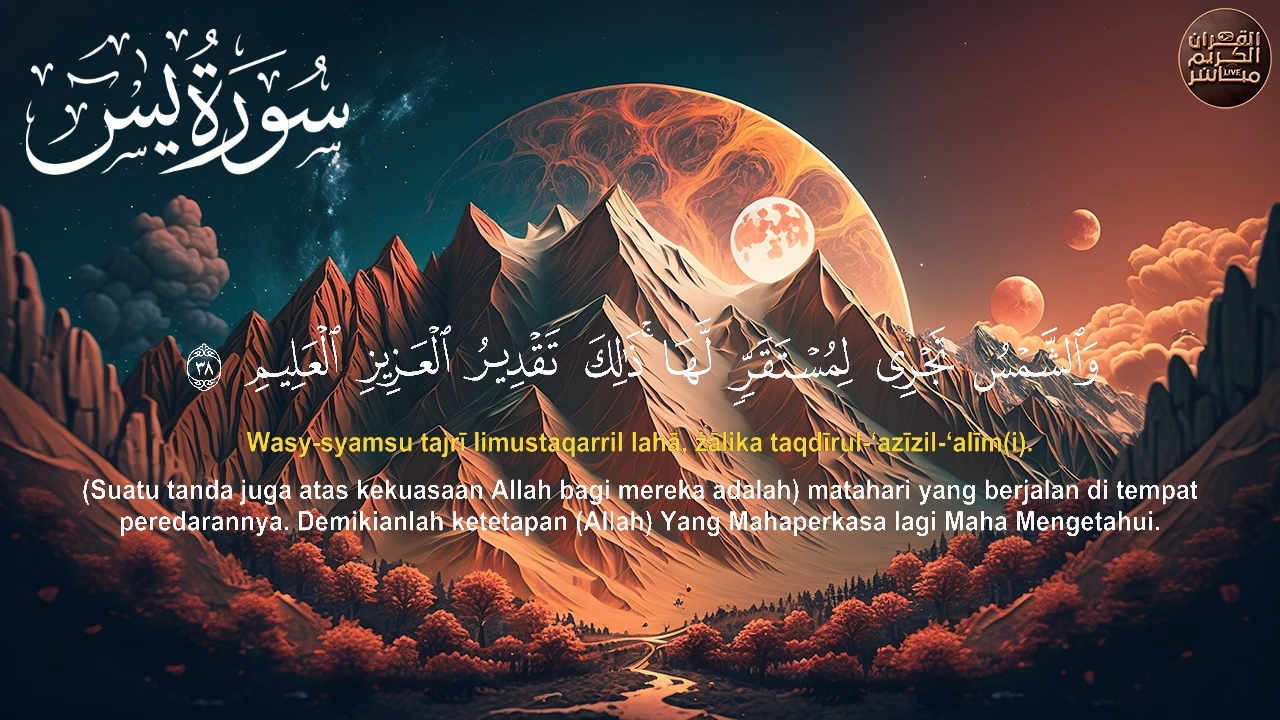 سُورَةُ يس
القرآن
الكريم
LIVE مباشر
وَٱلشَّمْسُ تَجْرِى لِمُسْتَقَرٍّ لَّهَا ۚ ذَٰلِكَ تَقْدِيرُ ٱلْعَزِيزِ ٱلْعَلِيمِ ٣٨
Wasy-syamsu tajrī limustaqarril lahā, żālika taqdīrul-‘azīzil-‘alīm(i).
(Suatu tanda juga atas kekuasaan Allah bagi mereka adalah) matahari yang berjalan di tempat
peredarannya. Demikianlah ketetapan (Allah) Yang Mahaperkasa lagi Maha Mengetahui.